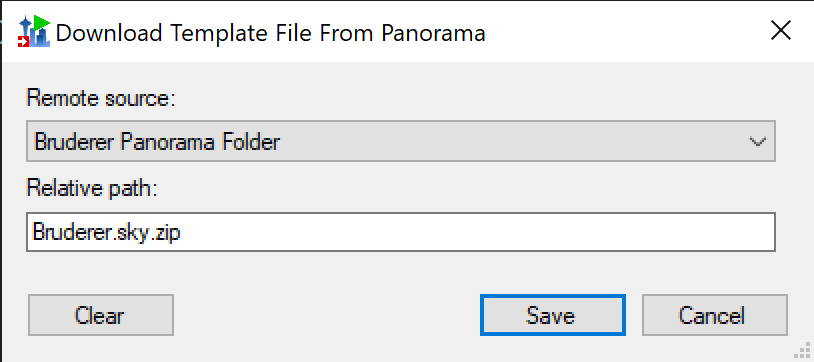 Download Template File From Panorama
Remote source:
Bruderer Panorama Folder
Relative path:
Bruderer.sky.zip
Clear
Save
Cancel